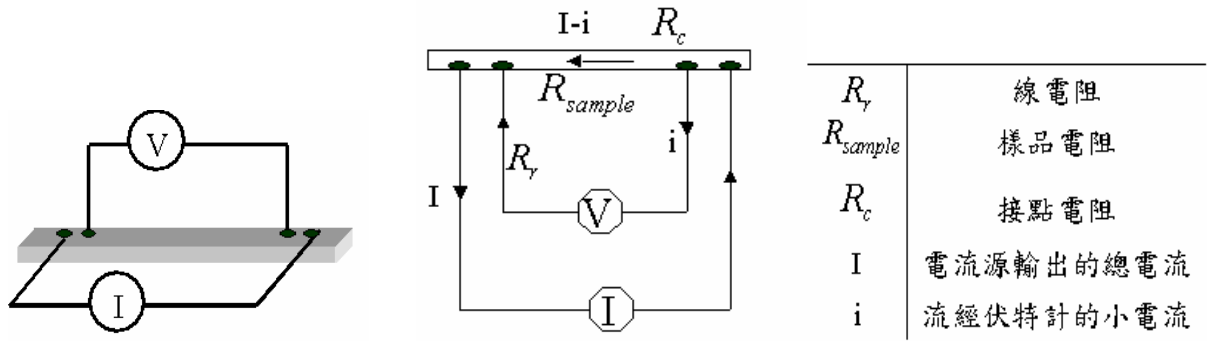 V
I
I-i R_c
R_sample
R_γ i
I
V
I
R_γ 線電阻
R_sample 樣品電阻
R_c 接點電阻
I 電流源輸出的總電流
i 流經伏特計的小電流